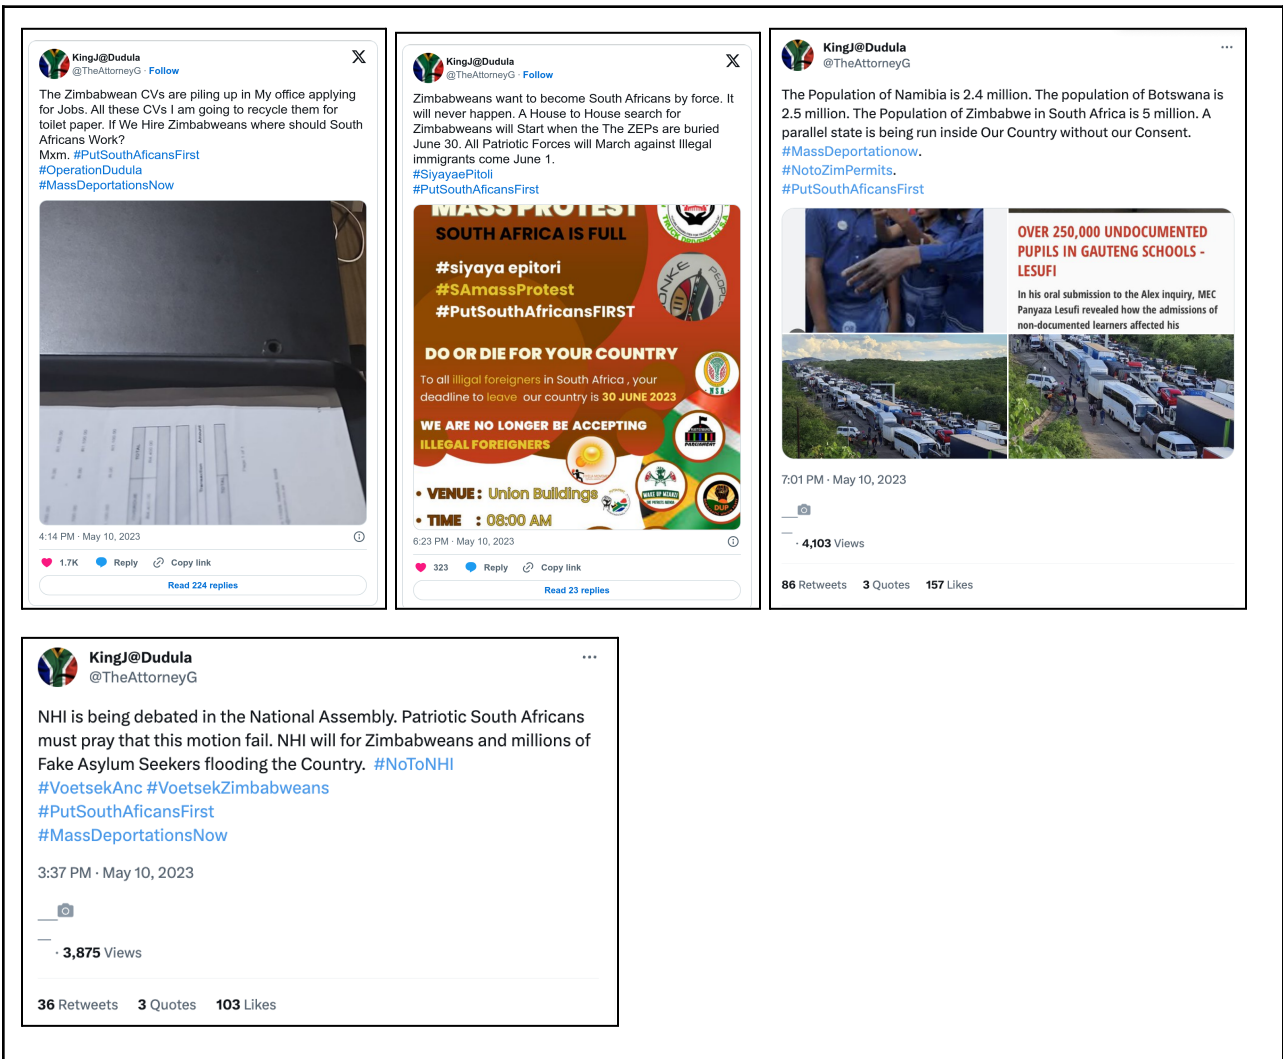 KingJ@Dudula
@TheAttorneyG · Follow
The Zimbabwean CVs are piling up in My office applying
for Jobs. All these CVs I am going to recycle them for
toilet paper. If We Hire Zimbabweans where should South
Africans Work?
Mxm. #PutSouthAficansFirst
#OperationDudula
#MassDeportationsNow
4:14 PM · May 10, 2023
1.7K Reply Copy link
Read 224 replies
KingJ@Dudula
@TheAttorneyG · Follow
Zimbabweans want to become South Africans by force. It
will never happen. A House to House search for
Zimbabweans will Start when the The ZEPs are buried
June 30. All Patriotic Forces will March against Illegal
immigrants come June 1.
#SiyayaePitoli
#PutSouthAficansFirst
MASS PROTEST
SOUTH AFRICA IS FULL
#siyaya epitori
#SAmassProtest
#PutSouthAfricansFIRST
DO OR DIE FOR YOUR COUNTRY
To all illigal foreigners in South Africa , your
deadline to leave our country is 30 JUNE 2023
WE ARE NO LONGER BE ACCEPTING
ILLEGAL FOREIGNERS
• VENUE : Union Buildings
• TIME : 08:00 AM
NSA
PARLIAMENT
WAKE UP MZANSI
DUP
6:23 PM · May 10, 2023
323 Reply Copy link
Read 23 replies
KingJ@Dudula
@TheAttorneyG
The Population of Namibia is 2.4 million. The population of Botswana is
2.5 million. The Population of Zimbabwe in South Africa is 5 million. A
parallel state is being run inside Our Country without our Consent.
#MassDeportationow.
#NotoZimPermits.
#PutSouthAficansFirst
OVER 250,000 UNDOCUMENTED
PUPILS IN GAUTENG SCHOOLS -
LESUFI
In his oral submission to the Alex inquiry, MEC
Panyaza Lesufi revealed how the admissions of
non-documented learners affected his
7:01 PM · May 10, 2023
· 4,103 Views
86 Retweets 3 Quotes 157 Likes
KingJ@Dudula
@TheAttorneyG
NHI is being debated in the National Assembly. Patriotic South Africans
must pray that this motion fail. NHI will for Zimbabweans and millions of
Fake Asylum Seekers flooding the Country. #NoToNHI
#VoetsekAnc #VoetsekZimbabweans
#PutSouthAficansFirst
#MassDeportationsNow
3:37 PM · May 10, 2023
· 3,875 Views
36 Retweets 3 Quotes 103 Likes